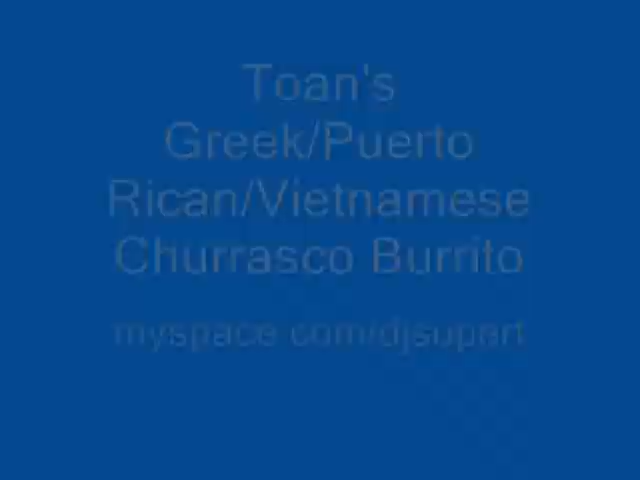 Toan's
Greek/Puerto
Rican/Vietnamese
Churrasco Burrito
myspace.com/djsupart